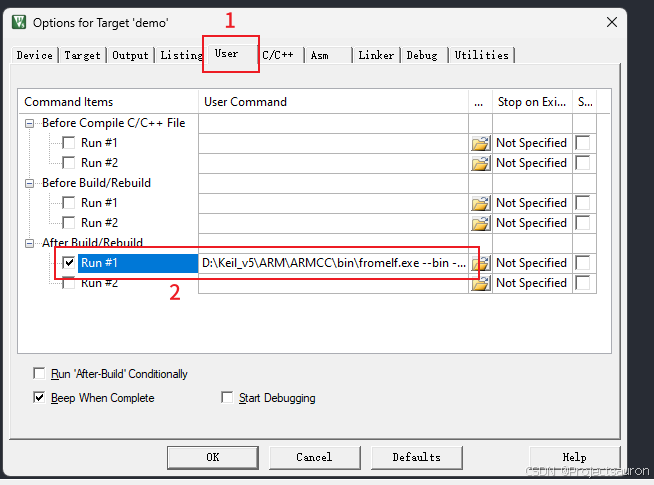 1
Options for Target 'demo'
Device Target Output Listing User C/C++ Asm Linker Debug Utilities
Command Items User Command ... Stop on Exi... S...
Before Compile C/C++ File
Run #1 Not Specified
Run #2 Not Specified
Before Build/Rebuild
Run #1 Not Specified
Run #2 Not Specified
After Build/Rebuild
Run #1 D:\Keil_v5\ARM\ARMCC\bin\fromelf.exe --bin -... Not Specified
Run #2 Not Specified
2
Run 'After-Build' Conditionally
Beep When Complete Start Debugging
OK Cancel Defaults Help
CSDN @Projectsauron